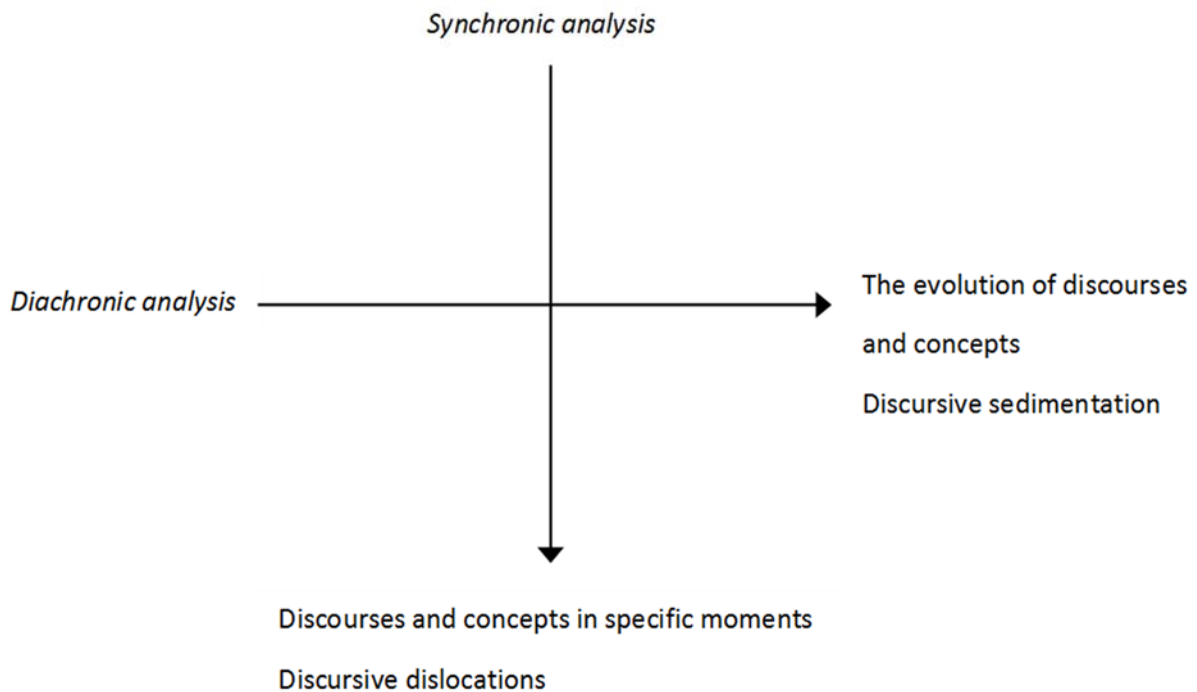 Synchronic analysis
Diachronic analysis
The evolution of discourses
and concepts
Discursive sedimentation
Discourses and concepts in specific moments
Discursive dislocations